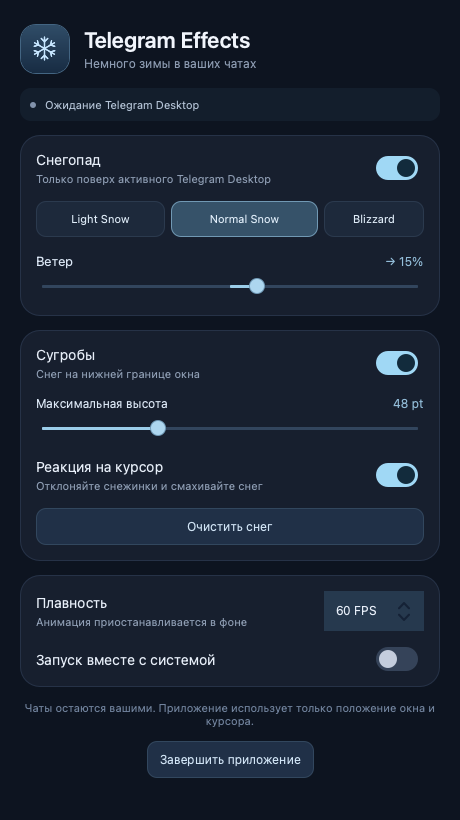 Telegram Effects
Немного зимы в ваших чатах
Ожидание Telegram Desktop
Снегопад
Только поверх активного Telegram Desktop
Light Snow
Normal Snow
Blizzard
Ветер
→ 15%
Сугробы
Снег на нижней границе окна
Максимальная высота
48 pt
Реакция на курсор
Отклоняйте снежинки и смахивайте снег
Очистить снег
Плавность
Анимация приостанавливается в фоне
60 FPS
Запуск вместе с системой
Чаты остаются вашими. Приложение использует только положение окна и
курсора.
Завершить приложение